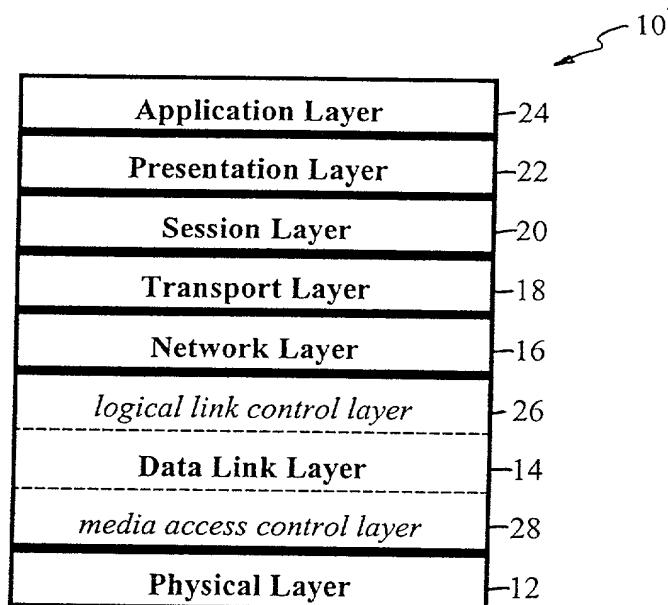 10
Application Layer 24
Presentation Layer 22
Session Layer 20
Transport Layer 18
Network Layer 16
logical link control layer 26
Data Link Layer 14
media access control layer 28
Physical Layer 12